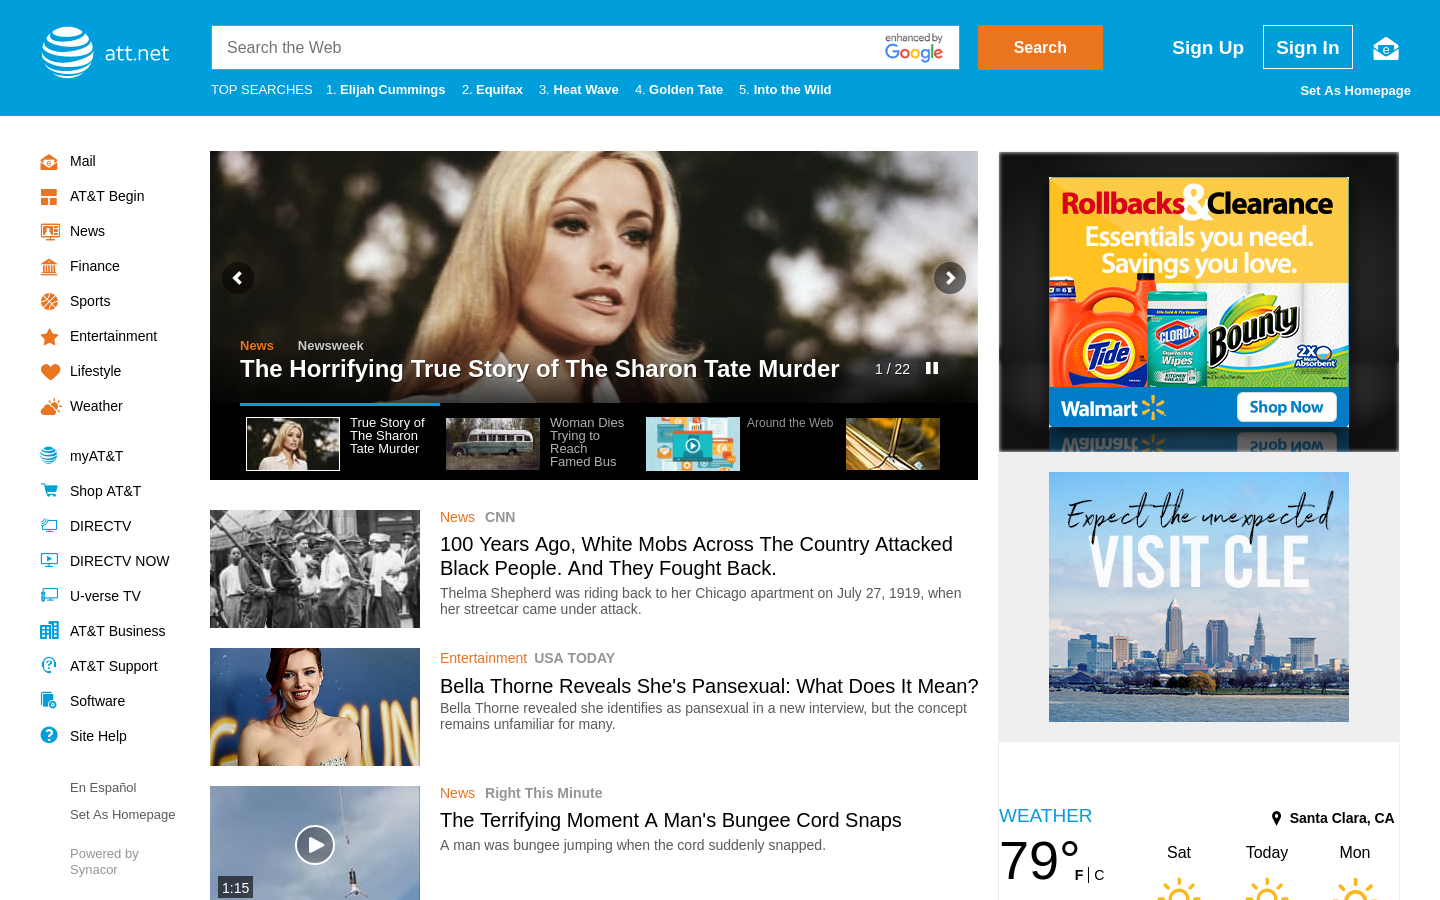 att.net
Search the Web
enhanced by
Google
Search
Sign Up
Sign In
TOP SEARCHES 1. Elijah Cummings 2. Equifax 3. Heat Wave 4. Golden Tate 5. Into the Wild
Set As Homepage
Mail
AT&T Begin
News
Finance
Sports
Entertainment
Lifestyle
Weather
myAT&T
Shop AT&T
DIRECTV
DIRECTV NOW
U-verse TV
AT&T Business
AT&T Support
Software
Site Help
En Español
Set As Homepage
Powered by
Synacor
News Newsweek
The Horrifying True Story of The Sharon Tate Murder
1 / 22
True Story of
The Sharon
Tate Murder
Woman Dies
Trying to
Reach
Famed Bus
Around the Web
News CNN
100 Years Ago, White Mobs Across The Country Attacked
Black People. And They Fought Back.
Thelma Shepherd was riding back to her Chicago apartment on July 27, 1919, when
her streetcar came under attack.
Entertainment USA TODAY
Bella Thorne Reveals She's Pansexual: What Does It Mean?
Bella Thorne revealed she identifies as pansexual in a new interview, but the concept
remains unfamiliar for many.
News Right This Minute
The Terrifying Moment A Man's Bungee Cord Snaps
A man was bungee jumping when the cord suddenly snapped.
1:15
Rollbacks & Clearance
Essentials you need.
Savings you love.
Tide
CLOROX
Disinfecting
Wipes
Bounty
2X
More
Absorbent
Walmart
Shop Now
Expect the unexpected
VISIT CLE
WEATHER
Santa Clara, CA
79°
F | C
Sat
Today
Mon